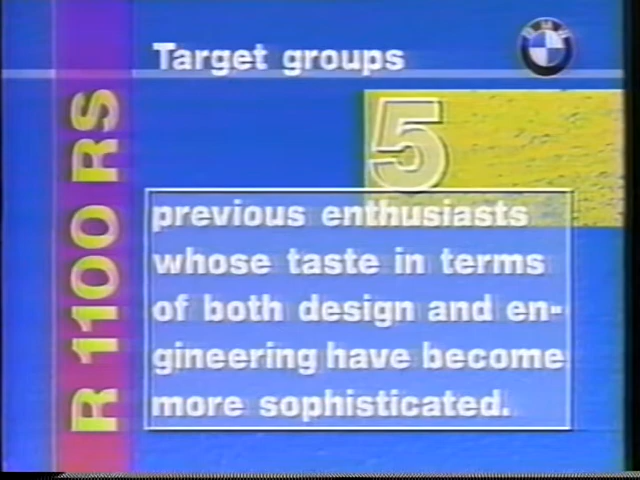 Target groups
BMW
R 1100 RS
5
previous enthusiasts
whose taste in terms
of both design and en-
gineering have become
more sophisticated.